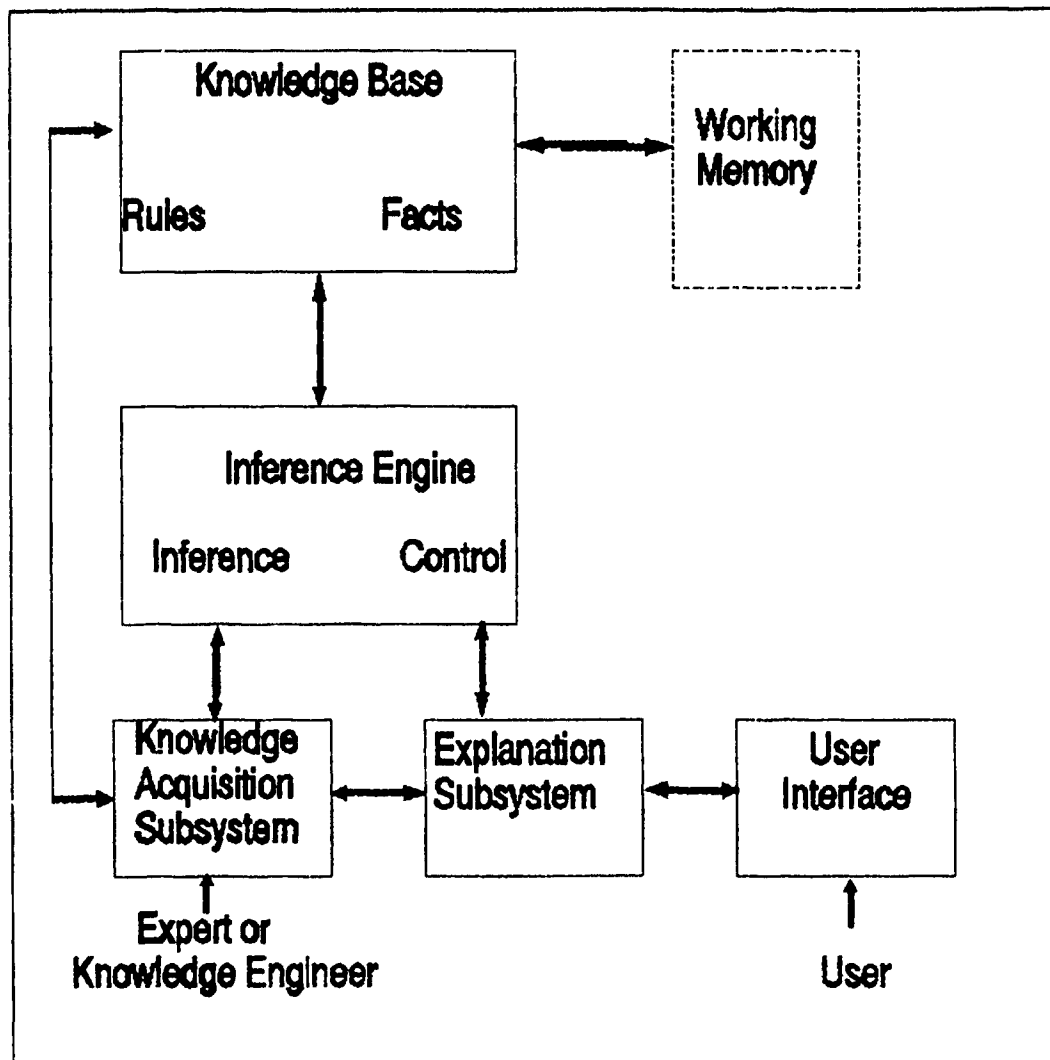 Knowledge Base
Rules Facts
Working
Memory
Inference Engine
Inference Control
Knowledge
Acquisition
Subsystem
Explanation
Subsystem
User
Interface
Expert or
Knowledge Engineer
User